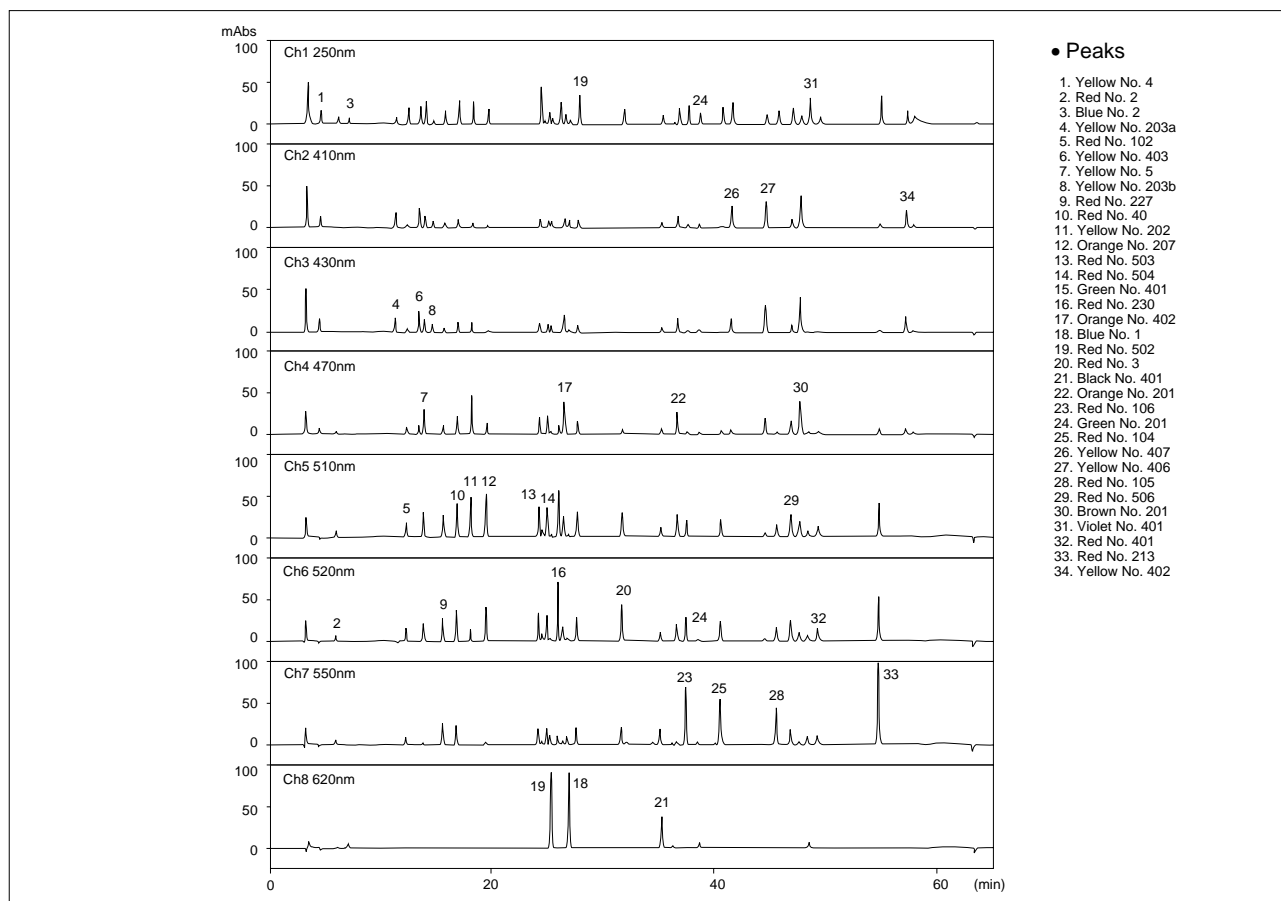 mAbs
100
Ch1 250nm
50
1
3
19
24
31
0
100
Ch2 410nm
50
26
27
34
0
100
Ch3 430nm
50
4
6
8
0
100
Ch4 470nm
50
7
17
22
30
0
100
Ch5 510nm
50
5
10
11
12
13
14
29
0
100
Ch6 520nm
50
2
9
16
20
24
32
0
100
Ch7 550nm
50
23
25
28
33
0
100
Ch8 620nm
50
19
18
21
0
0
20
40
60
(min)
• Peaks
1. Yellow No. 4
2. Red No. 2
3. Blue No. 2
4. Yellow No. 203a
5. Red No. 102
6. Yellow No. 403
7. Yellow No. 5
8. Yellow No. 203b
9. Red No. 227
10. Red No. 40
11. Yellow No. 202
12. Orange No. 207
13. Red No. 503
14. Red No. 504
15. Green No. 401
16. Red No. 230
17. Orange No. 402
18. Blue No. 1
19. Red No. 502
20. Red No. 3
21. Black No. 401
22. Orange No. 201
23. Red No. 106
24. Green No. 201
25. Red No. 104
26. Yellow No. 407
27. Yellow No. 406
28. Red No. 105
29. Red No. 506
30. Brown No. 201
31. Violet No. 401
32. Red No. 401
33. Red No. 213
34. Yellow No. 402